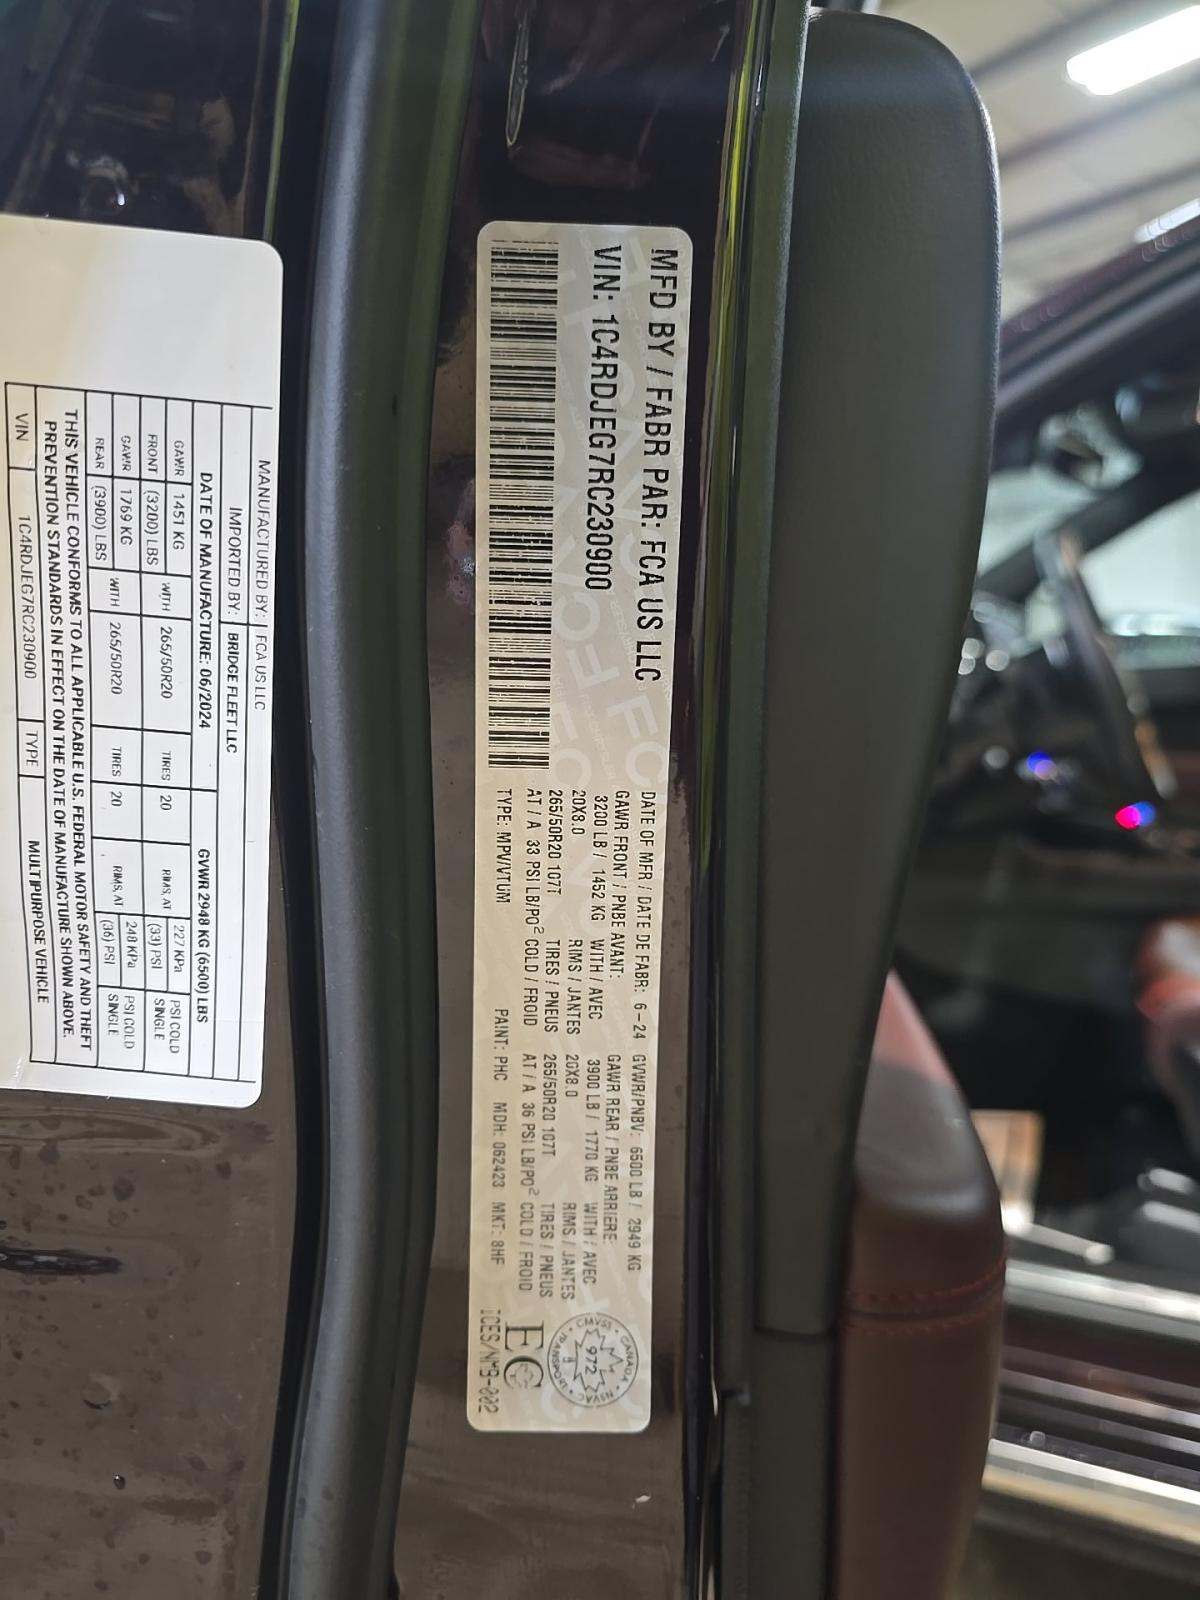 MFD BY / FABR PAR: FCA US LLC
VIN: 1C4RDJEG7RC230900
DATE OF MFR / DATE DE FABR: 6-24 GVWR/PNBV: 6500 LB / 2949 KG
GAWR FRONT / PNBE AVANT: GAWR REAR / PNBE ARRIERE:
3200 LB / 1452 KG WITH / AVEC 3900 LB / 1770 KG WITH / AVEC
20X8.0 RIMS / JANTES 20X8.0 RIMS / JANTES
265/50R20 107T TIRES / PNEUS 265/50R20 107T TIRES / PNEUS
AT / A 33 PSI LB/PO² COLD / FROID AT / A 36 PSI LB/PO² COLD / FROID
TYPE: MPV/VTUM PAINT: PHC MDH: 062423 MKT: 8HF
CANADA
CMVSS NSVAC
972
TRANSPORT
EC
ICES/NMB-002
MANUFACTURED BY: FCA US LLC
IMPORTED BY: BRIDGE FLEET LLC
DATE OF MANUFACTURE: 06/2024 GVWR 2948 KG (6500) LBS
GAWR 1451 KG WITH 265/50R20 TIRES 20 RIMS, AT 227 KPa PSI COLD
FRONT (3200) LBS (33) PSI SINGLE
GAWR 1769 KG WITH 265/50R20 TIRES 20 RIMS, AT 248 KPa PSI COLD
REAR (3900) LBS (36) PSI SINGLE
THIS VEHICLE CONFORMS TO ALL APPLICABLE U.S. FEDERAL MOTOR SAFETY AND THEFT
PREVENTION STANDARDS IN EFFECT ON THE DATE OF MANUFACTURE SHOWN ABOVE.
VIN 1C4RDJEG7RC230900 TYPE MULTIPURPOSE VEHICLE